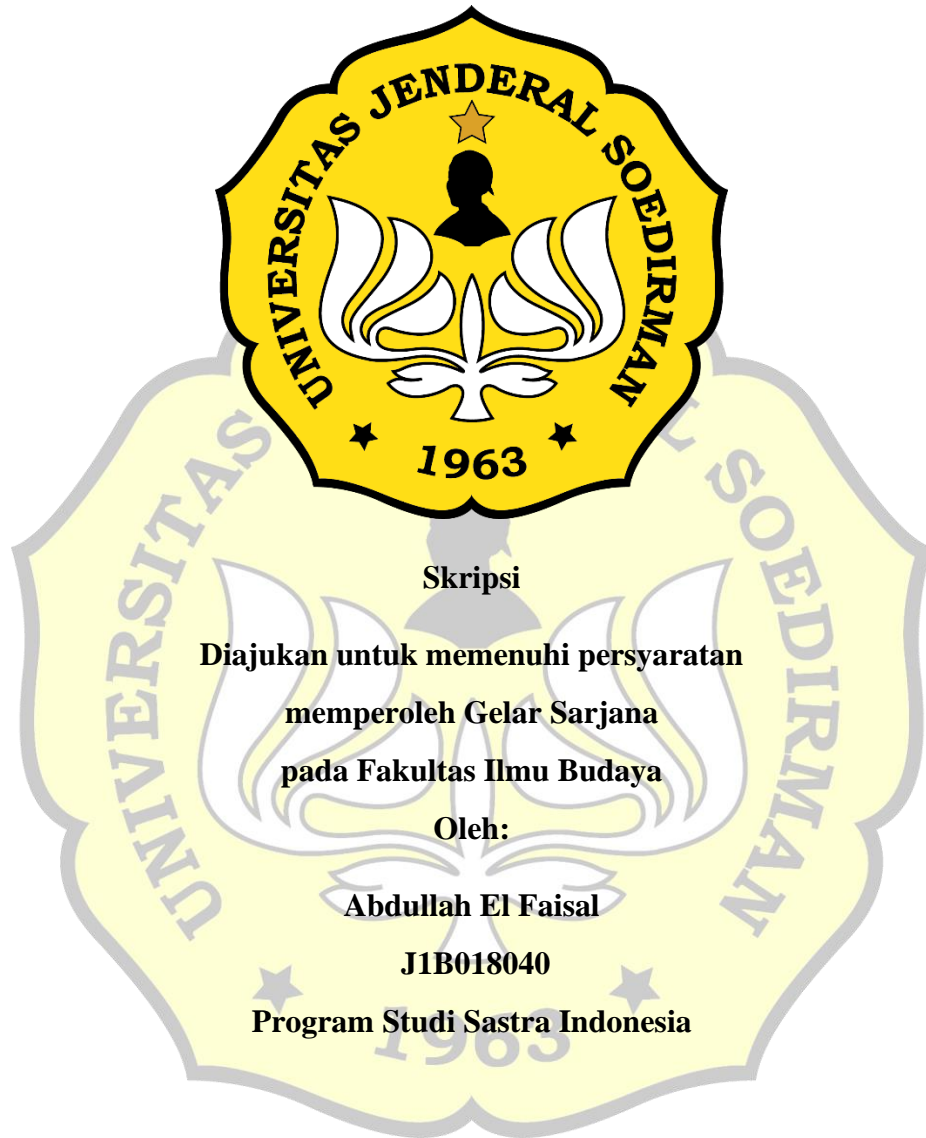 UNIVERSITAS JENDERAL SOEDIRMAN
1963
Skripsi
Diajukan untuk memenuhi persyaratan
memperoleh Gelar Sarjana
pada Fakultas Ilmu Budaya
Oleh:
Abdullah El Faisal
J1B018040
Program Studi Sastra Indonesia
1963